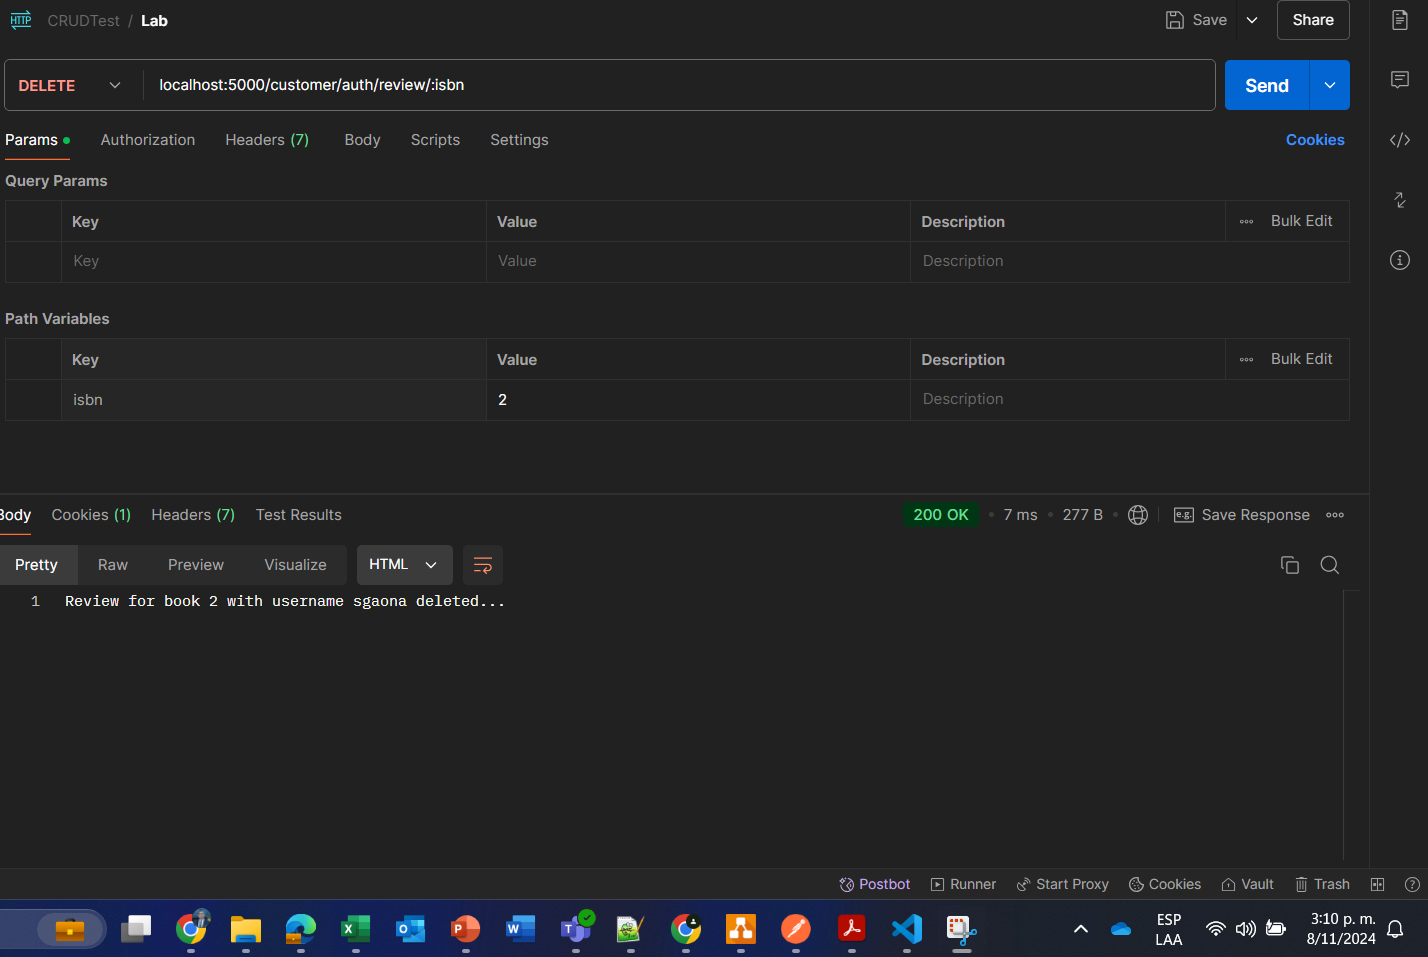 HTTP CRUDTest / Lab Save Share
DELETE localhost:5000/customer/auth/review/:isbn Send
Params Authorization Headers (7) Body Scripts Settings Cookies
Query Params
Key Value Description Bulk Edit
Key Value Description
Path Variables
Key Value Description Bulk Edit
isbn 2 Description
Body Cookies (1) Headers (7) Test Results 200 OK 7 ms 277 B e.g. Save Response
Pretty Raw Preview Visualize HTML
1 Review for book 2 with username sgaona deleted...
Postbot Runner Start Proxy Cookies Vault Trash
ESP 3:10 p. m.
LAA 8/11/2024